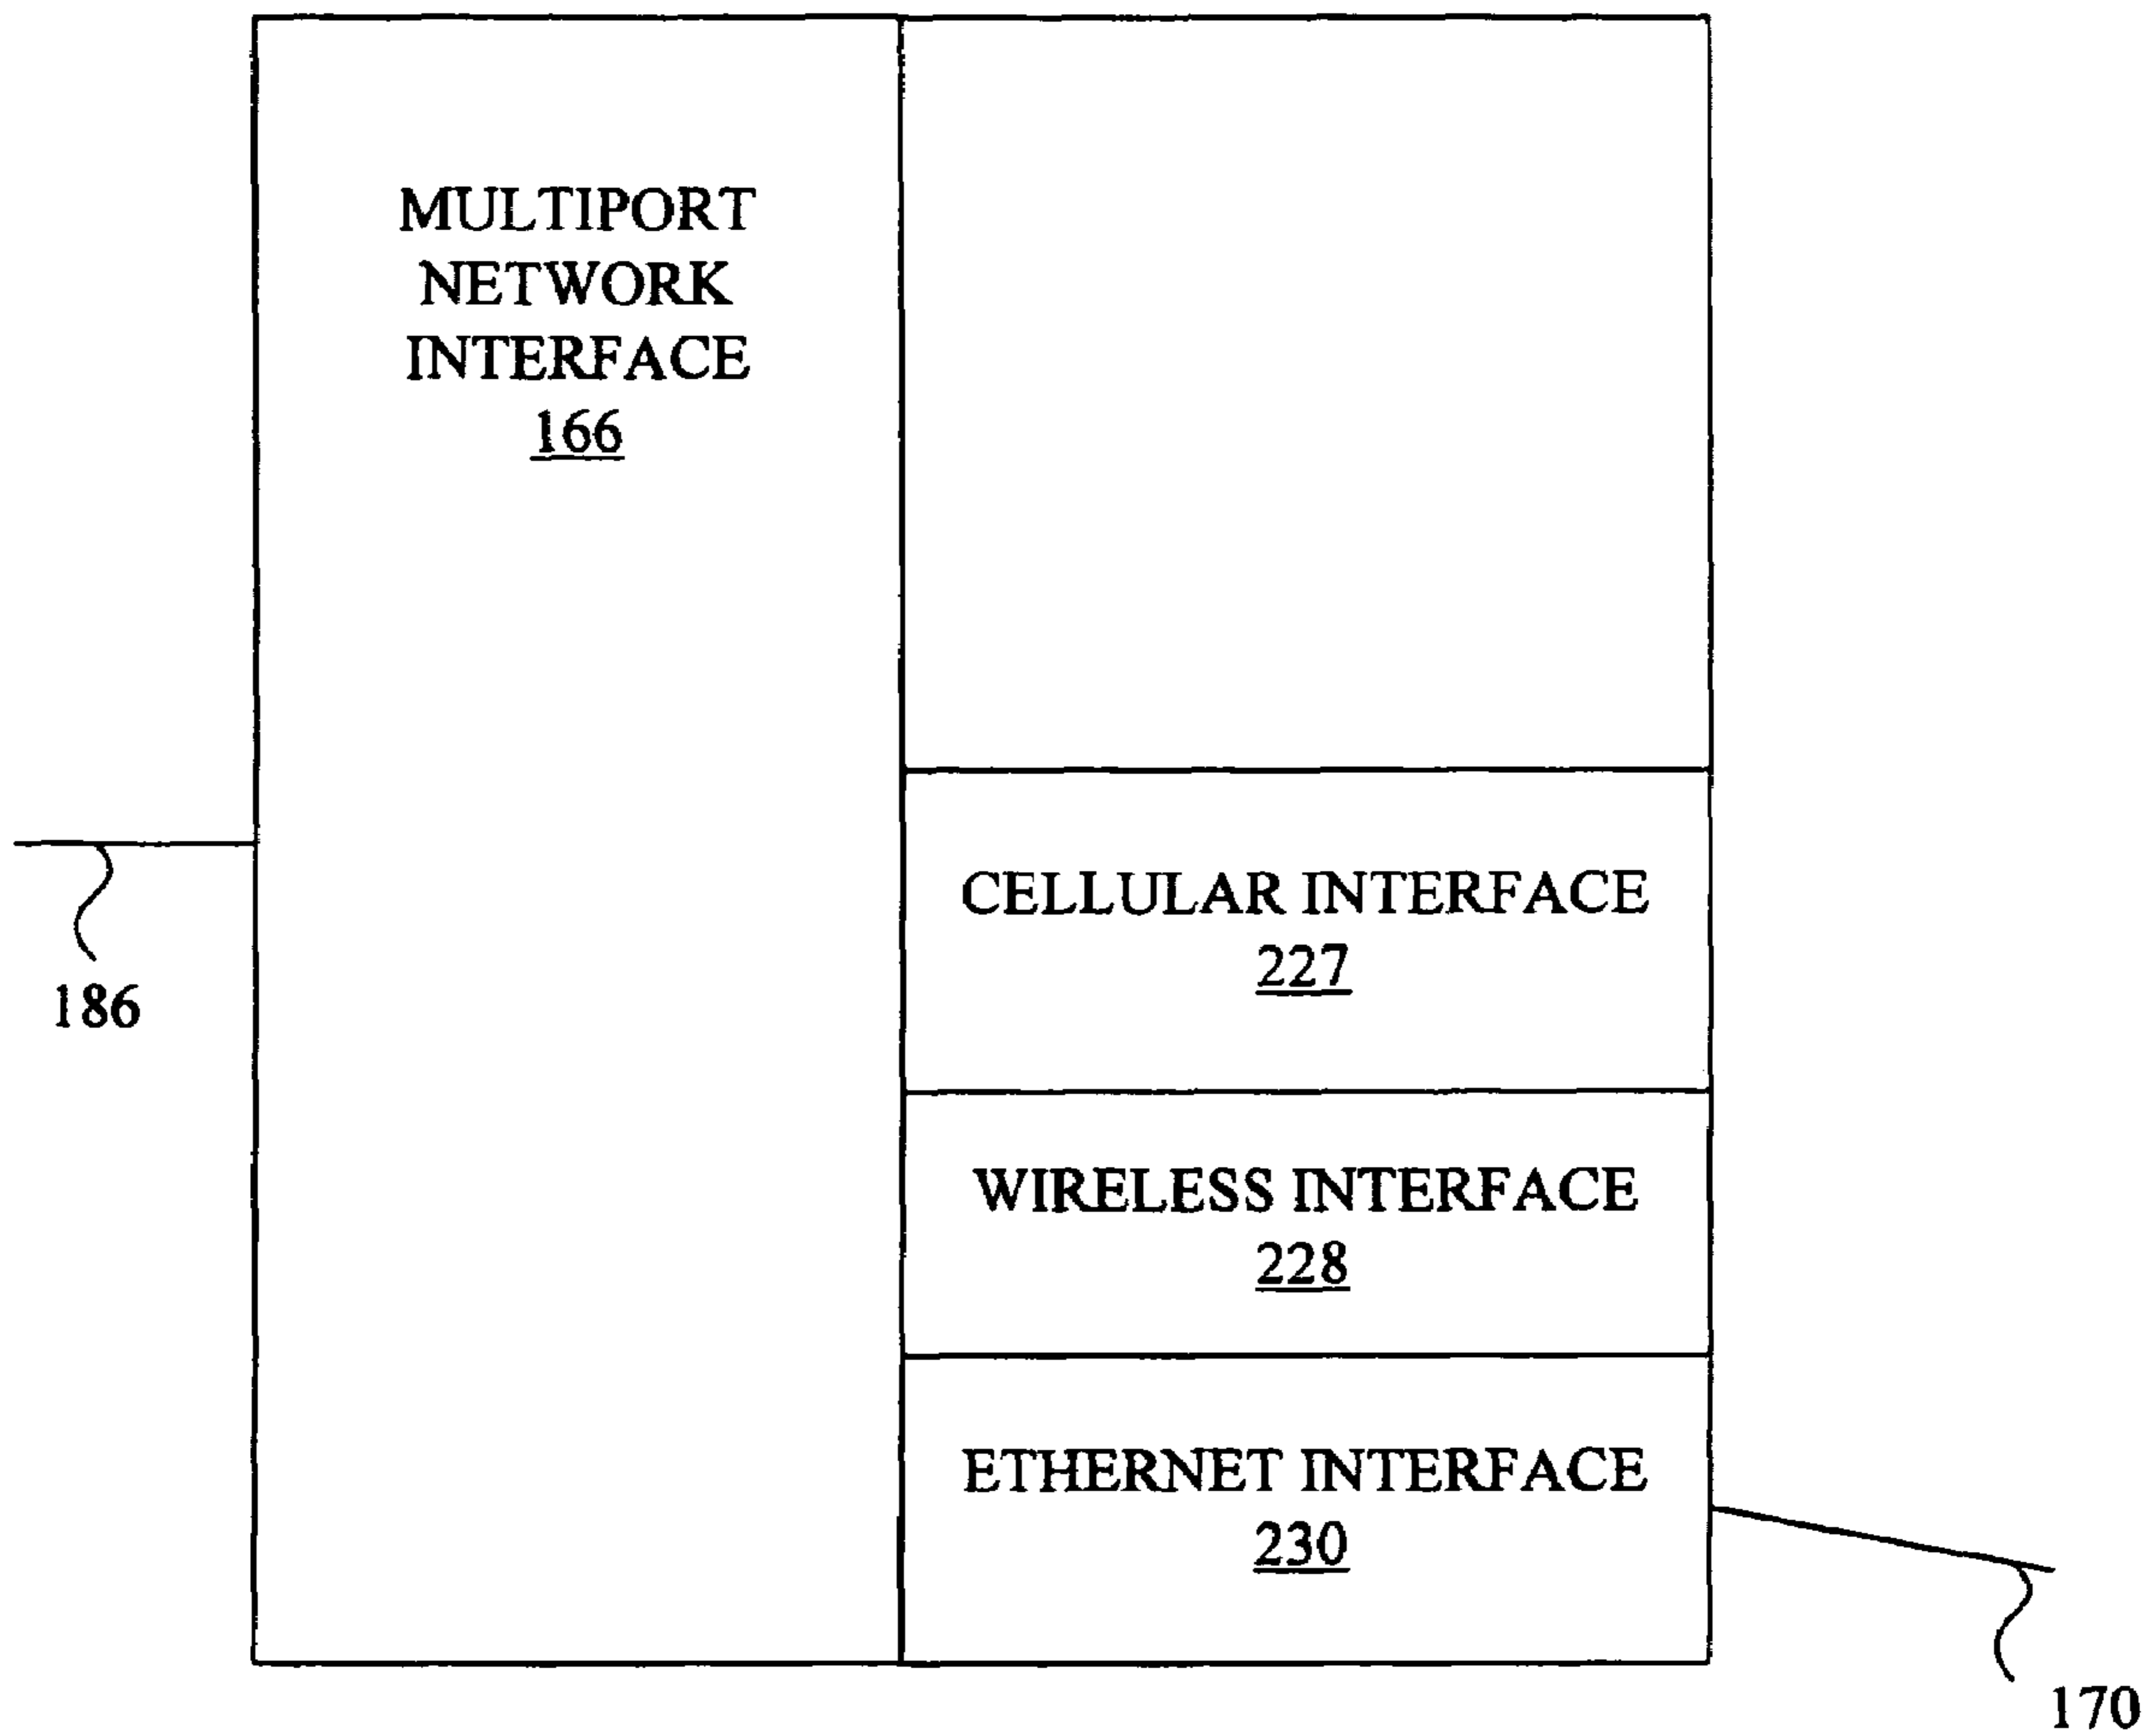 MULTIPORT
NETWORK
INTERFACE
166
186
CELLULAR INTERFACE
227
WIRELESS INTERFACE
228
ETHERNET INTERFACE
230
170